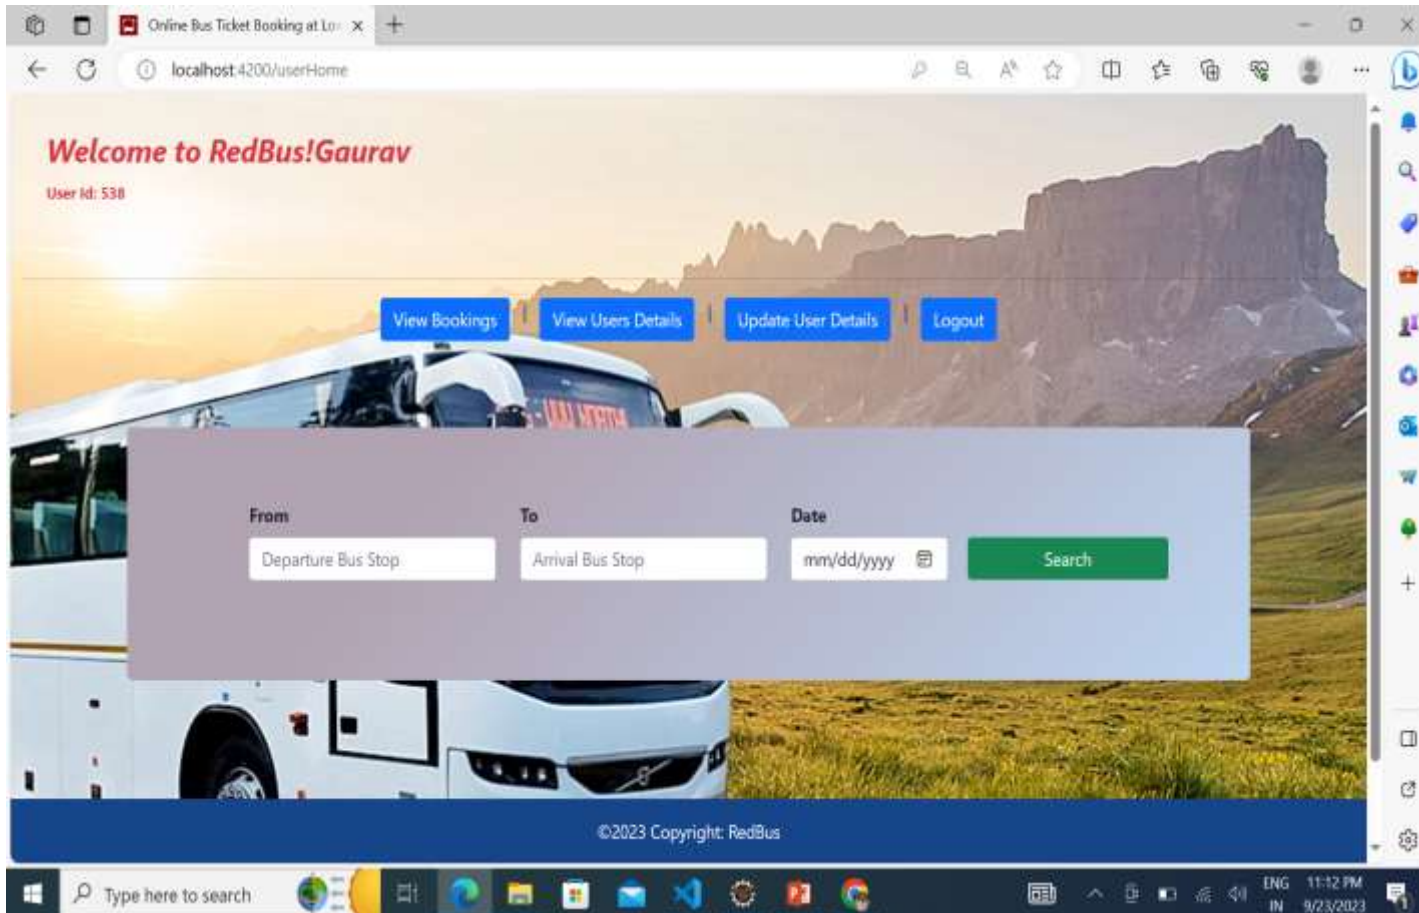 Online Bus Ticket Booking at Lo
localhost:4200/userHome
Welcome to RedBus!Gaurav
User Id: 538
View Bookings | View Users Details | Update User Details | Logout
From To Date
Departure Bus Stop Arrival Bus Stop mm/dd/yyyy Search
©2023 Copyright: RedBus
Type here to search
ENG 11:12 PM
IN 9/23/2023